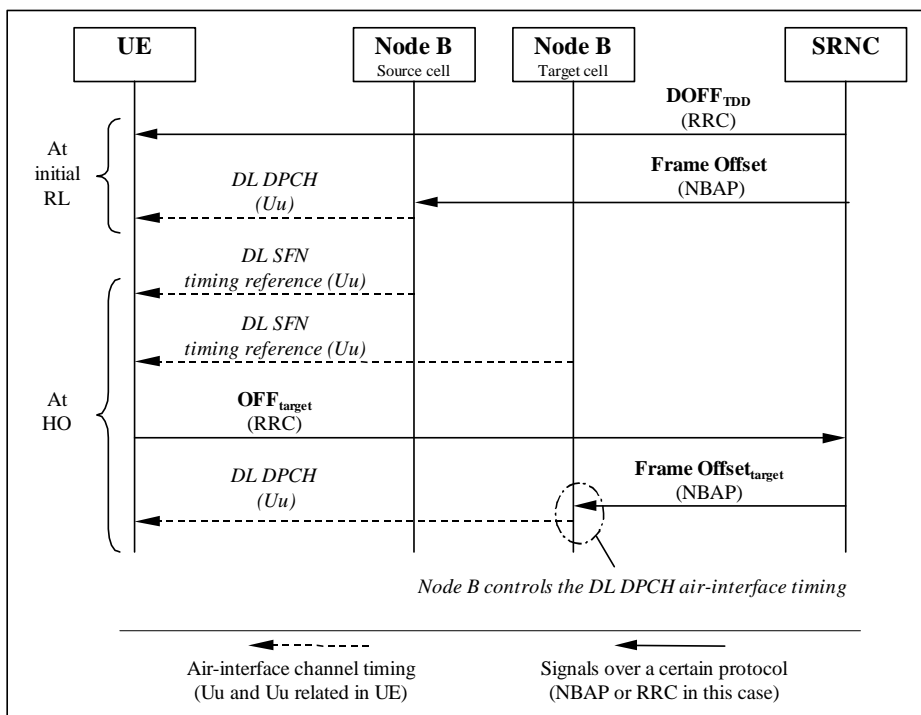 UE
Node B
Source cell
Node B
Target cell
SRNC
DOFF_TDD
(RRC)
At
initial
RL
Frame Offset
(NBAP)
DL DPCH
(Uu)
DL SFN
timing reference (Uu)
DL SFN
timing reference (Uu)
At
HO
OFF_target
(RRC)
Frame Offset_target
(NBAP)
DL DPCH
(Uu)
Node B controls the DL DPCH air-interface timing
Air-interface channel timing
(Uu and Uu related in UE)
Signals over a certain protocol
(NBAP or RRC in this case)